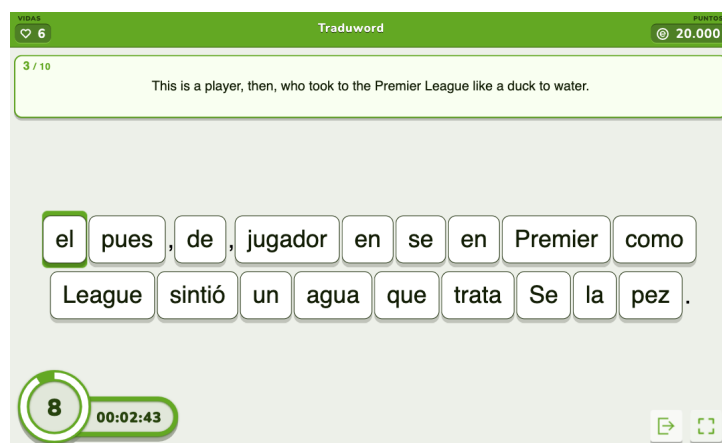 VIDAS
6
Traduword
PUNTOS
20.000
3 / 10
This is a player, then, who took to the Premier League like a duck to water.
el pues , de , jugador en se en Premier como
League sintió un agua que trata Se la pez .
8
00:02:43